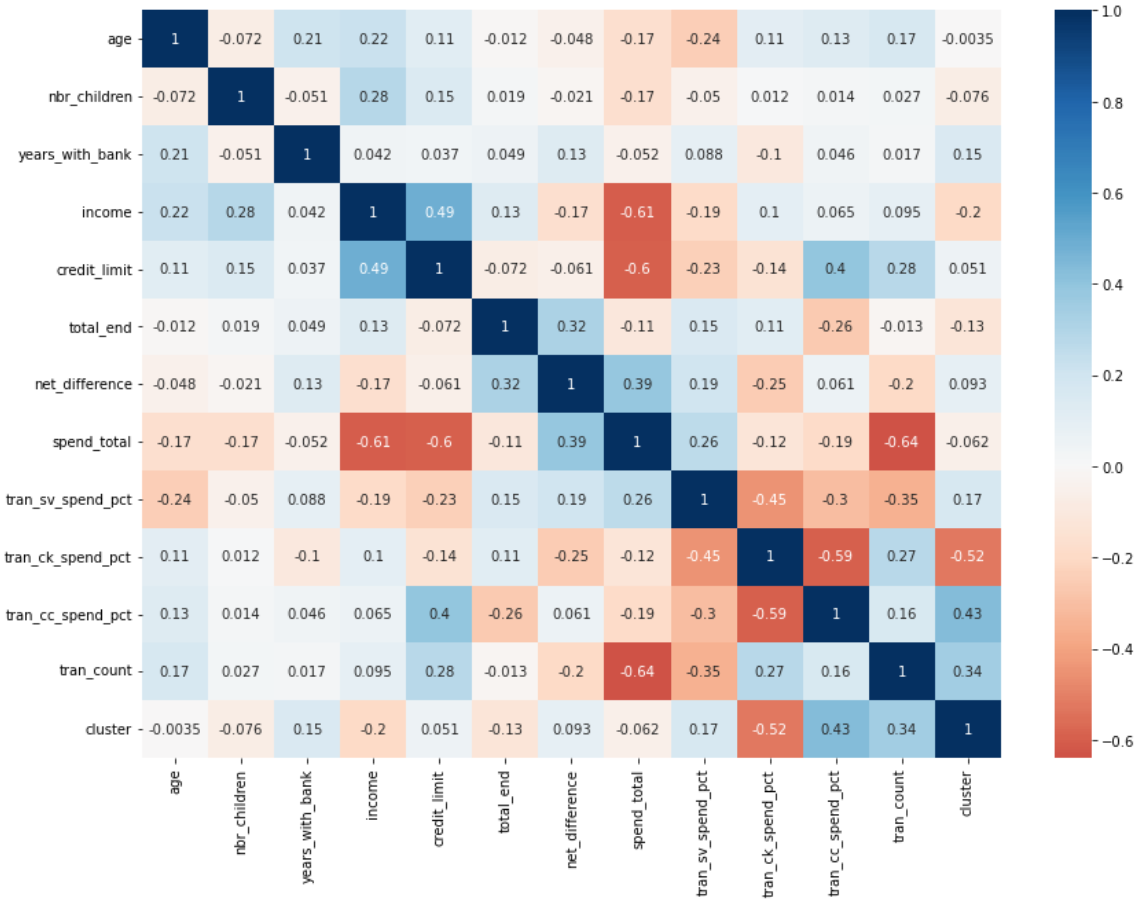 age 1 -0.072 0.21 0.22 0.11 -0.012 -0.048 -0.17 -0.24 0.11 0.13 0.17 -0.0035
nbr_children -0.072 1 -0.051 0.28 0.15 0.019 -0.021 -0.17 -0.05 0.012 0.014 0.027 -0.076
years_with_bank 0.21 -0.051 1 0.042 0.037 0.049 0.13 -0.052 0.088 -0.1 0.046 0.017 0.15
income 0.22 0.28 0.042 1 0.49 0.13 -0.17 -0.61 -0.19 0.1 0.065 0.095 -0.2
credit_limit 0.11 0.15 0.037 0.49 1 -0.072 -0.061 -0.6 -0.23 -0.14 0.4 0.28 0.051
total_end -0.012 0.019 0.049 0.13 -0.072 1 0.32 -0.11 0.15 0.11 -0.26 -0.013 -0.13
net_difference -0.048 -0.021 0.13 -0.17 -0.061 0.32 1 0.39 0.19 -0.25 0.061 -0.2 0.093
spend_total -0.17 -0.17 -0.052 -0.61 -0.6 -0.11 0.39 1 0.26 -0.12 -0.19 -0.64 -0.062
tran_sv_spend_pct -0.24 -0.05 0.088 -0.19 -0.23 0.15 0.19 0.26 1 -0.45 -0.3 -0.35 0.17
tran_ck_spend_pct 0.11 0.012 -0.1 0.1 -0.14 0.11 -0.25 -0.12 -0.45 1 -0.59 0.27 -0.52
tran_cc_spend_pct 0.13 0.014 0.046 0.065 0.4 -0.26 0.061 -0.19 -0.3 -0.59 1 0.16 0.43
tran_count 0.17 0.027 0.017 0.095 0.28 -0.013 -0.2 -0.64 -0.35 0.27 0.16 1 0.34
cluster -0.0035 -0.076 0.15 -0.2 0.051 -0.13 0.093 -0.062 0.17 -0.52 0.43 0.34 1
age
nbr_children
years_with_bank
income
credit_limit
total_end
net_difference
spend_total
tran_sv_spend_pct
tran_ck_spend_pct
tran_cc_spend_pct
tran_count
cluster
1.0
0.8
0.6
0.4
0.2
0.0
−0.2
−0.4
−0.6